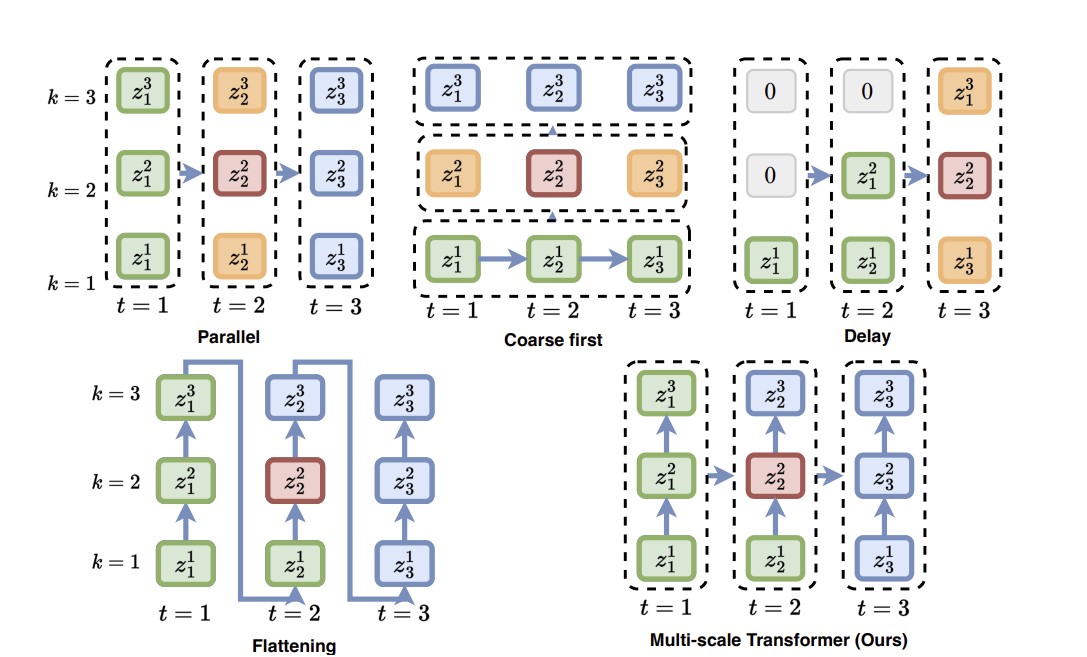 k = 3 z_1^3 z_2^3 z_3^3 z_1^3 z_2^3 z_3^3 0 0 z_1^3
k = 2 z_1^2 z_2^2 z_3^2 z_1^2 z_2^2 z_3^2 0 z_1^2 z_2^2
k = 1 z_1^1 z_2^1 z_3^1 z_1^1 z_2^1 z_3^1 z_1^1 z_2^1 z_3^1
t = 1 t = 2 t = 3 t = 1 t = 2 t = 3 t = 1 t = 2 t = 3
Parallel Coarse first Delay
k = 3 z_1^3 z_2^3 z_3^3 z_1^3 z_2^3 z_3^3
k = 2 z_1^2 z_2^2 z_3^2 z_1^2 z_2^2 z_3^2
k = 1 z_1^1 z_2^1 z_3^1 z_1^1 z_2^1 z_3^1
t = 1 t = 2 t = 3 t = 1 t = 2 t = 3
Flattening Multi-scale Transformer (Ours)